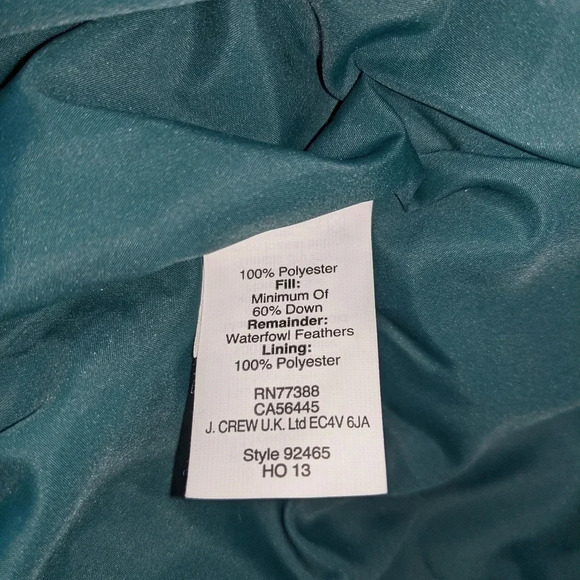 100% Polyester
Fill:
Minimum Of
60% Down
Remainder:
Waterfowl Feathers
Lining:
100% Polyester
RN77388
CA56445
J. CREW U.K. Ltd EC4V 6JA
Style 92465
HO 13